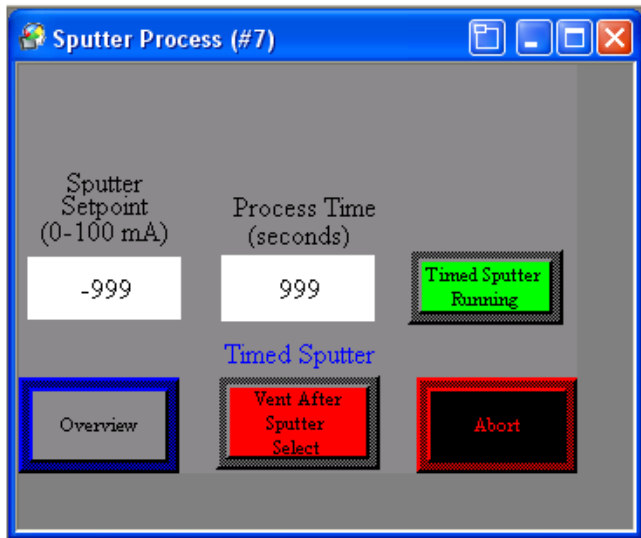 Sputter Process (#7)
Sputter
Setpoint
(0-100 mA)
Process Time
(seconds)
-999
999
Timed Sputter
Running
Timed Sputter
Overview
Vent After
Sputter
Select
Abort